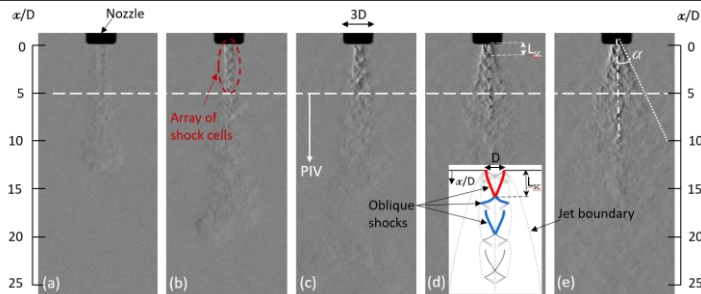 x/D
Nozzle
3D
x/D
0
5
10
15
20
25
Array of
shock cells
PIV
L_sc
α
D
x/D
L_sc
Oblique
shocks
Jet boundary
0
5
10
15
20
25
(a)
(b)
(c)
(d)
(e)